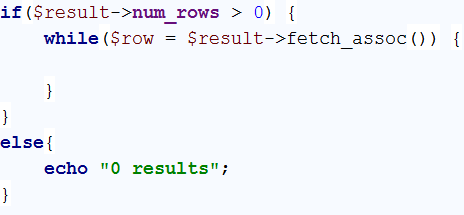 if($result->num_rows > 0) {
    while($row = $result->fetch_assoc()) {
    }
}
else{
    echo "0 results";
}